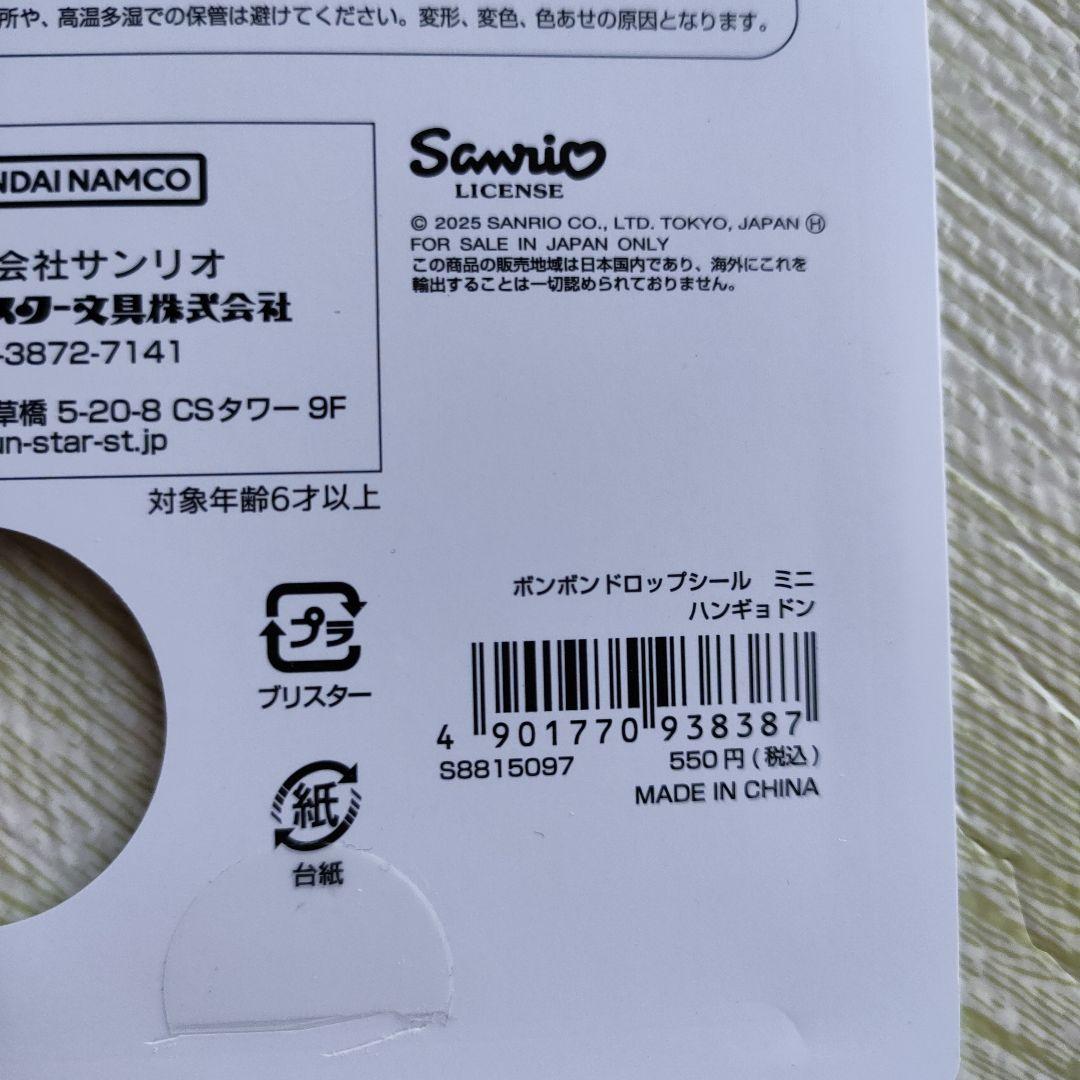 所や、高温多湿での保管は避けてください。変形、変色、色あせの原因となります。
NDAI NAMCO
会社サンリオ
スター文具株式会社
-3872-7141
草橋 5-20-8 CSタワー 9F
un-star-st.jp
対象年齢6才以上
Sanrio
LICENSE
© 2025 SANRIO CO., LTD. TOKYO, JAPAN Ⓗ
FOR SALE IN JAPAN ONLY
この商品の販売地域は日本国内であり、海外にこれを
輸出することは一切認められておりません。
プラ
ブリスター
紙
台紙
ボンボンドロップシール ミニ
ハンギョドン
4 901770 938387
S8815097 550円(税込)
MADE IN CHINA